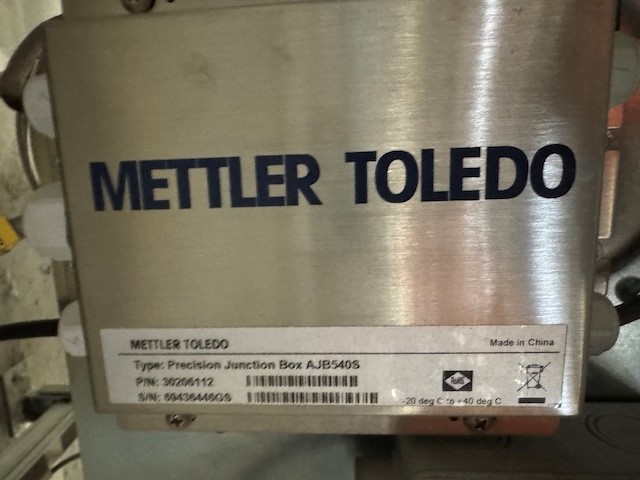 METTLER TOLEDO
METTLER TOLEDO
Made in China
Type: Precision Junction Box AJB540S
P/N: 30206112
RoHS
S/N: 69436446GS
-20 deg C to +40 deg C